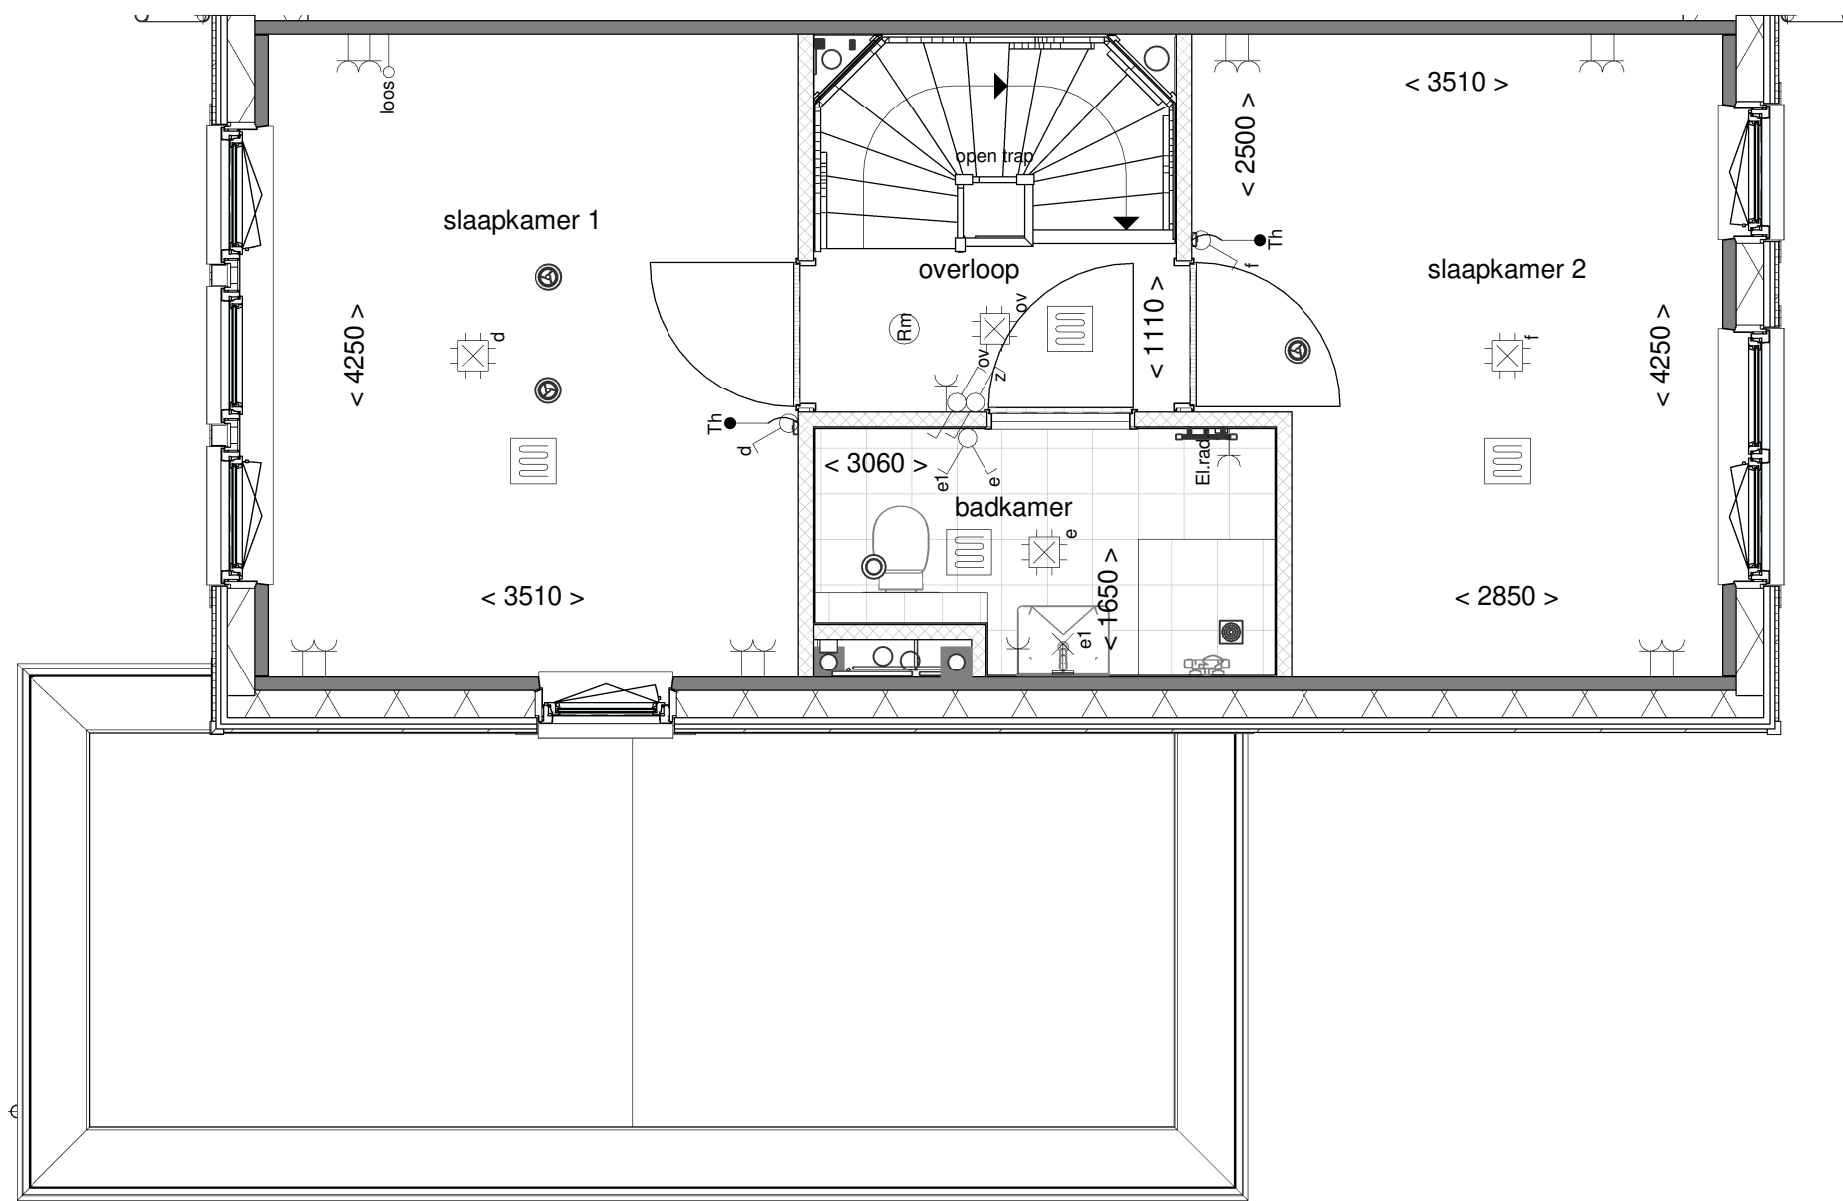 loos
< 3510 >
< 2500 >
open trap
slaapkamer 1
Th
f
overloop
slaapkamer 2
d
< 4250 >
Rm
ov
< 1110 >
f
< 4250 >
ov
z
Th
d
< 3060 >
e1
e
El.rad
badkamer
e
< 3510 >
< 1650 >
e1
< 2850 >